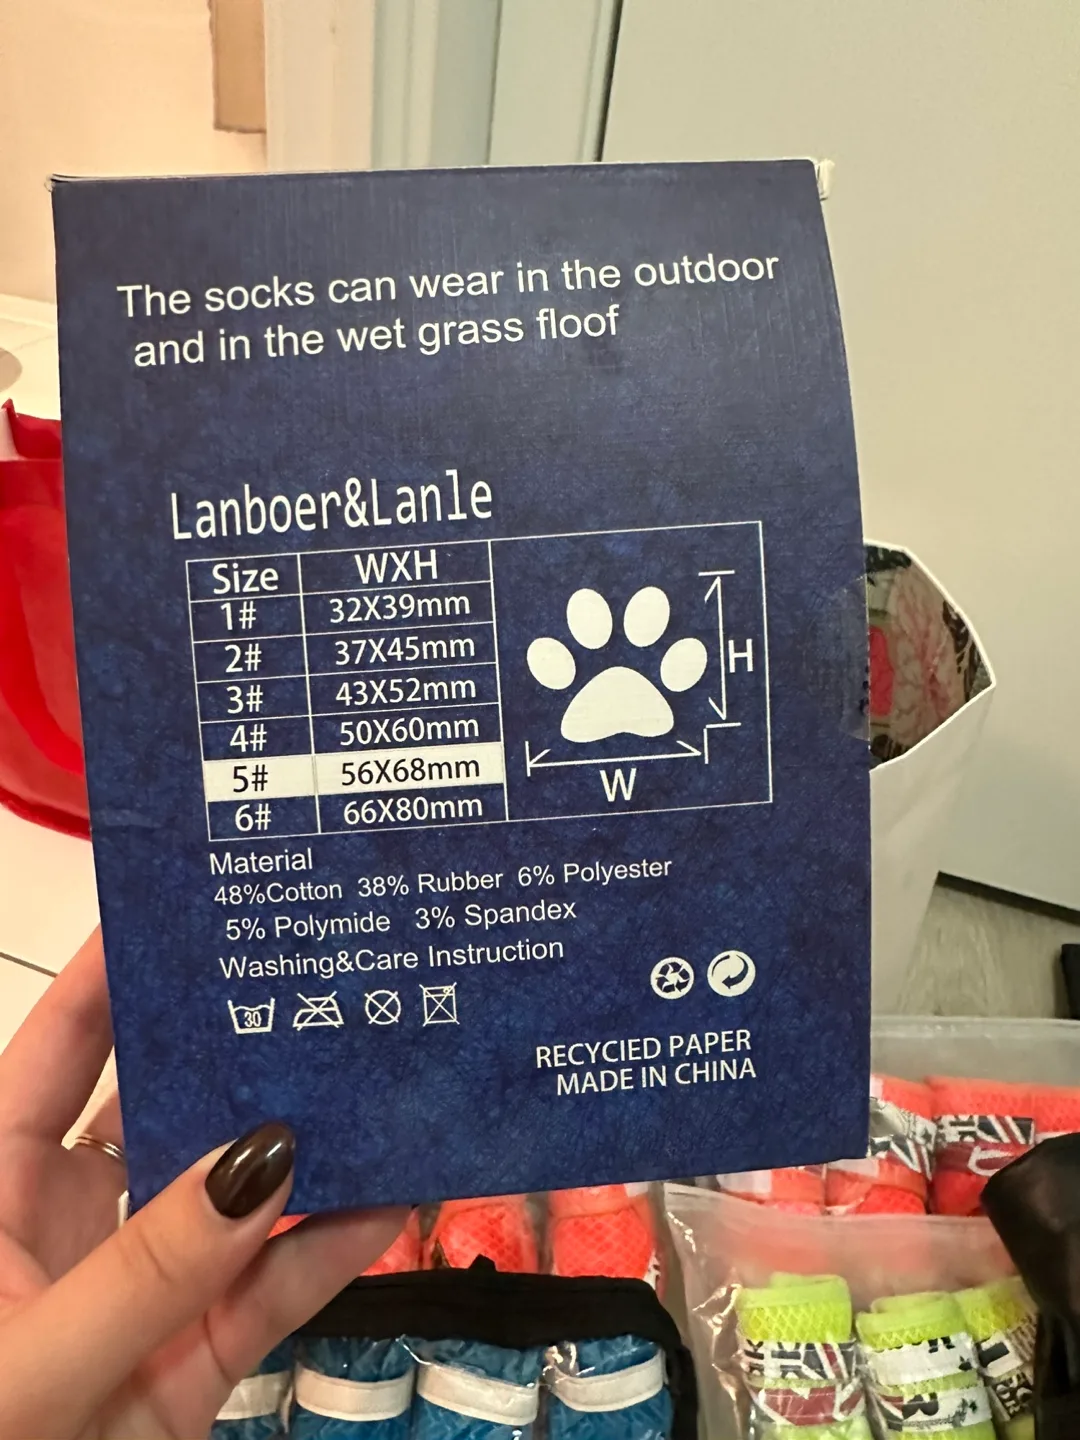 The socks can wear in the outdoor
and in the wet grass floof
Lanboer&Lanle
Size WXH
1# 32X39mm
2# 37X45mm
3# 43X52mm
4# 50X60mm
5# 56X68mm
6# 66X80mm
H
W
Material
48%Cotton 38% Rubber 6% Polyester
5% Polymide 3% Spandex
Washing&Care Instruction
30
RECYCIED PAPER
MADE IN CHINA